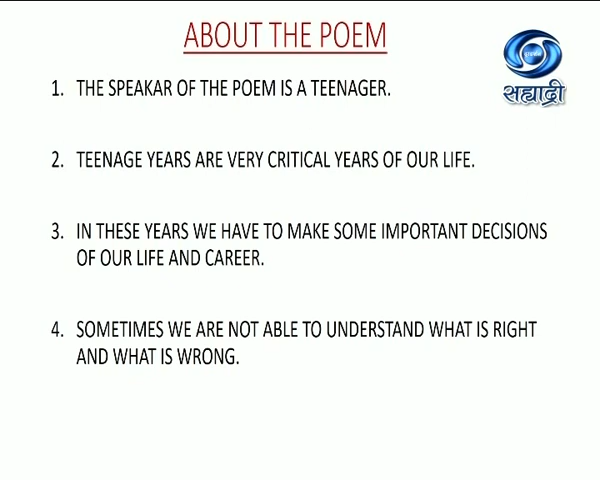 ABOUT THE POEM
सह्याद्री
1. THE SPEAKAR OF THE POEM IS A TEENAGER.
2. TEENAGE YEARS ARE VERY CRITICAL YEARS OF OUR LIFE.
3. IN THESE YEARS WE HAVE TO MAKE SOME IMPORTANT DECISIONS
OF OUR LIFE AND CAREER.
4. SOMETIMES WE ARE NOT ABLE TO UNDERSTAND WHAT IS RIGHT
AND WHAT IS WRONG.